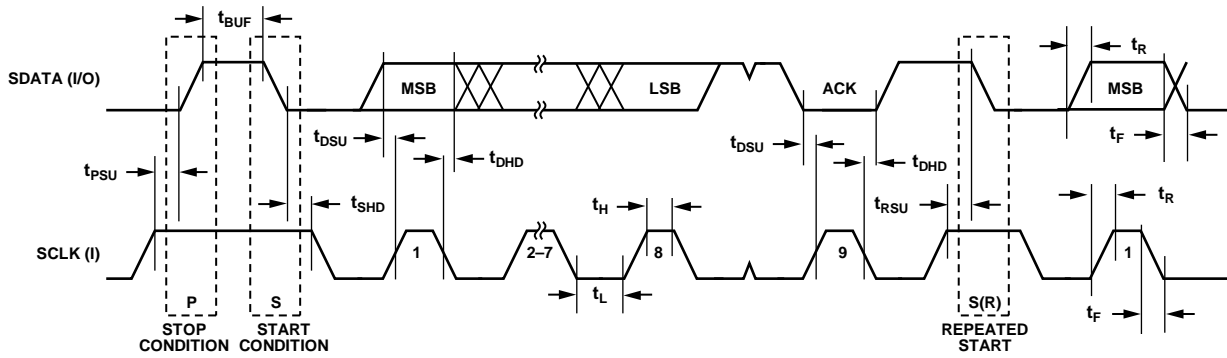 tBUF
SDATA (I/O)
MSB
LSB
ACK
MSB
tR
tF
tDSU
tDHD
tDSU
tDHD
tPSU
tSHD
tH
tRSU
tR
SCLK (I)
1
2–7
8
9
1
tL
tF
P
S
S(R)
STOP
CONDITION
START
CONDITION
REPEATED
START